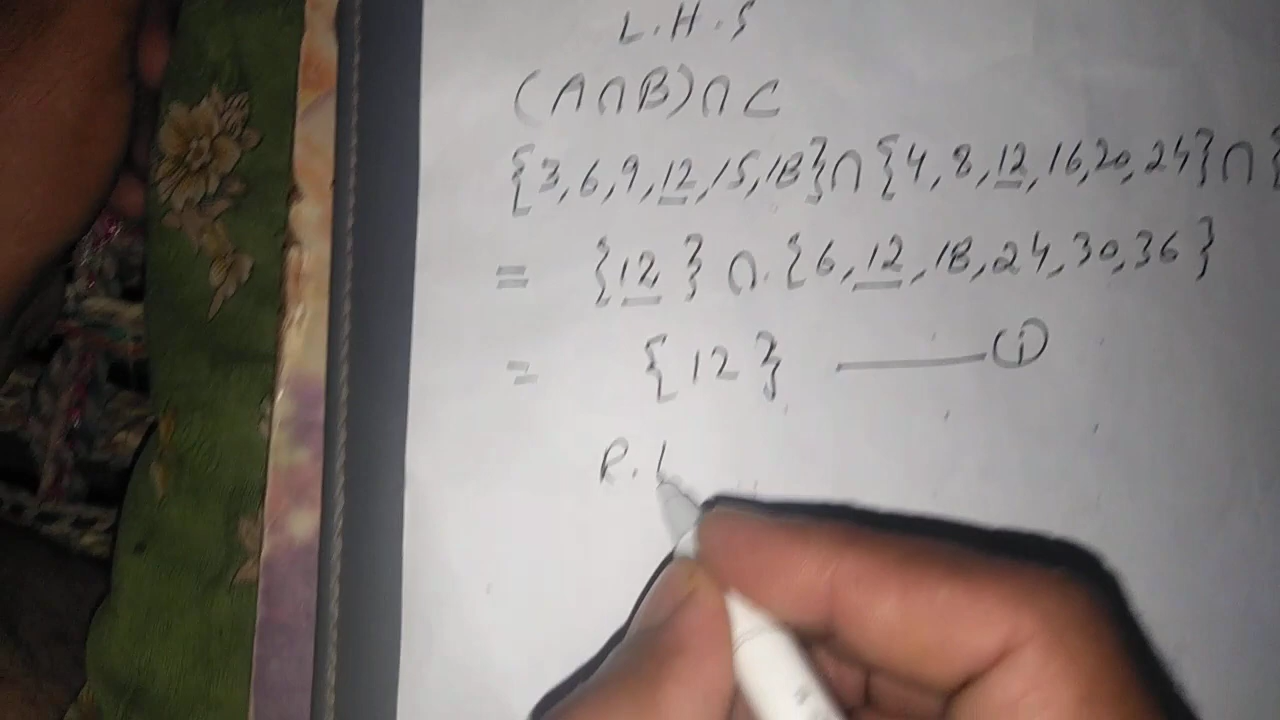 L.H.S
(A∩B)∩C
{3,6,9,12,15,18}∩{4,8,12,16,20,24}∩{
= {12} ∩ {6,12,18,24,30,36}
= {12} ——— (i)
R.